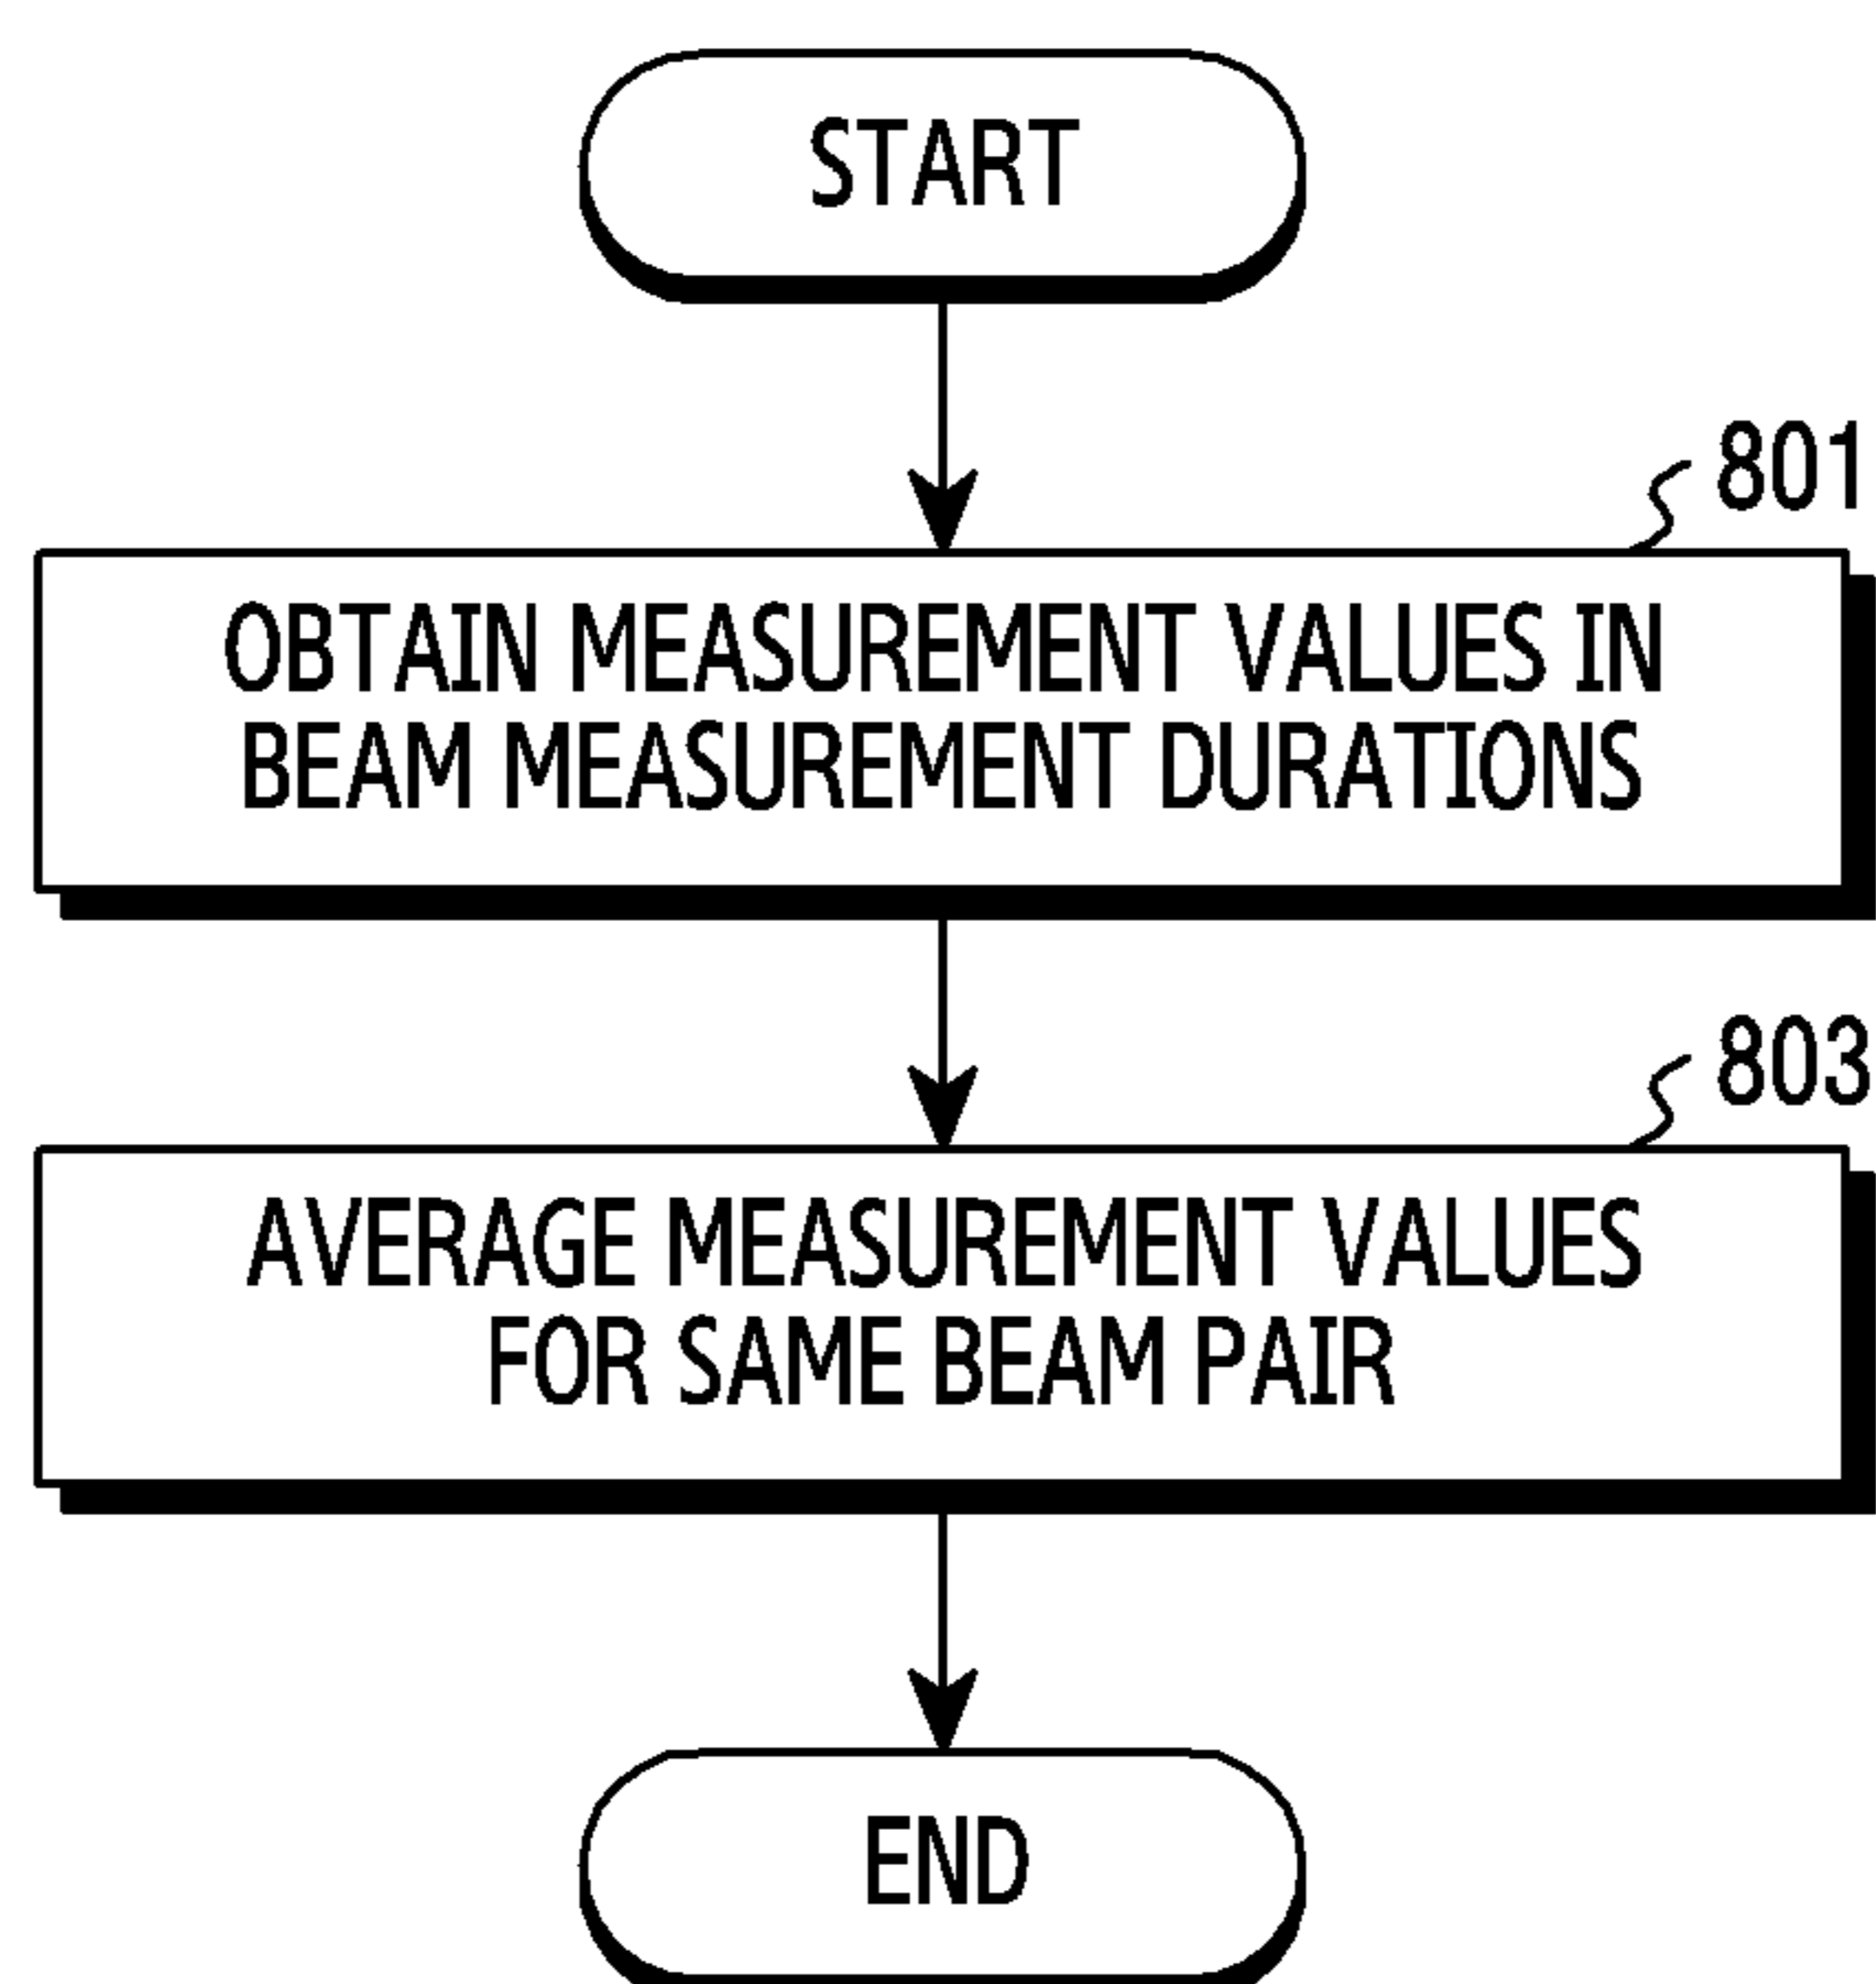 START
801
OBTAIN MEASUREMENT VALUES IN
BEAM MEASUREMENT DURATIONS
803
AVERAGE MEASUREMENT VALUES
FOR SAME BEAM PAIR
END